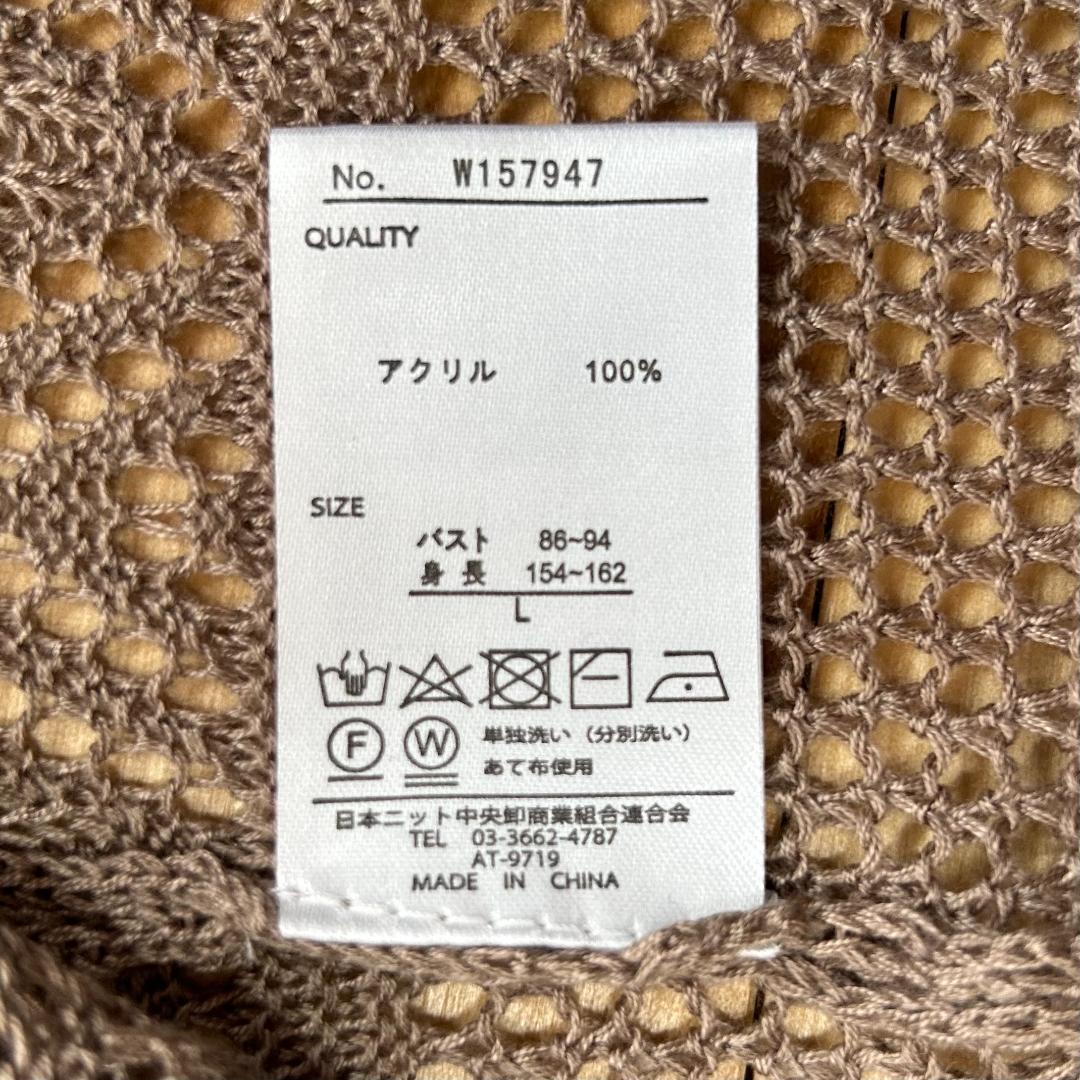 No. W157947
QUALITY
アクリル 100%
SIZE
バスト 86~94
身 長 154~162
L
F W 単独洗い（分別洗い）
あて布使用
日本ニット中央卸商業組合連合会
TEL 03-3662-4787
AT-9719
MADE IN CHINA